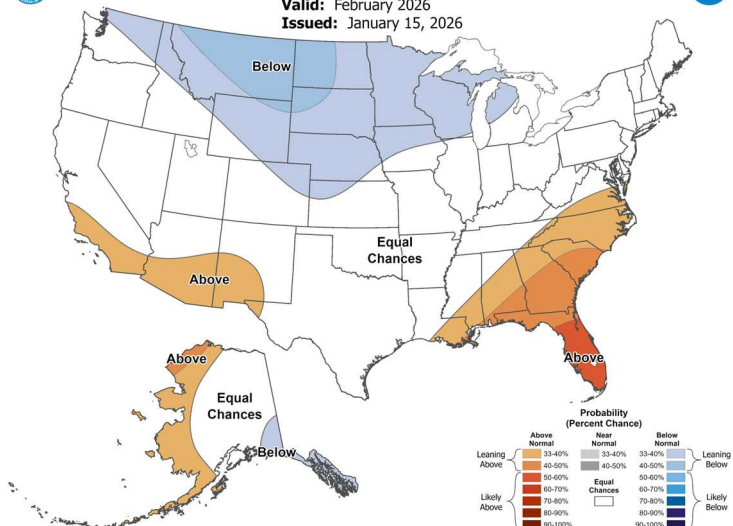 Valid: February 2026
Issued: January 15, 2026
Below
Equal
Chances
Above
Above
Above
Equal
Chances
Below
Probability
(Percent Chance)
Above
Normal
Near
Normal
Below
Normal
Leaning
Above
33-40%
33-40%
33-40%
Leaning
Below
40-50%
40-50%
40-50%
Likely
Above
50-60%
50-60%
Likely
Below
60-70%
Equal
Chances
60-70%
70-80%
70-80%
80-90%
80-90%
90-100%
90-100%